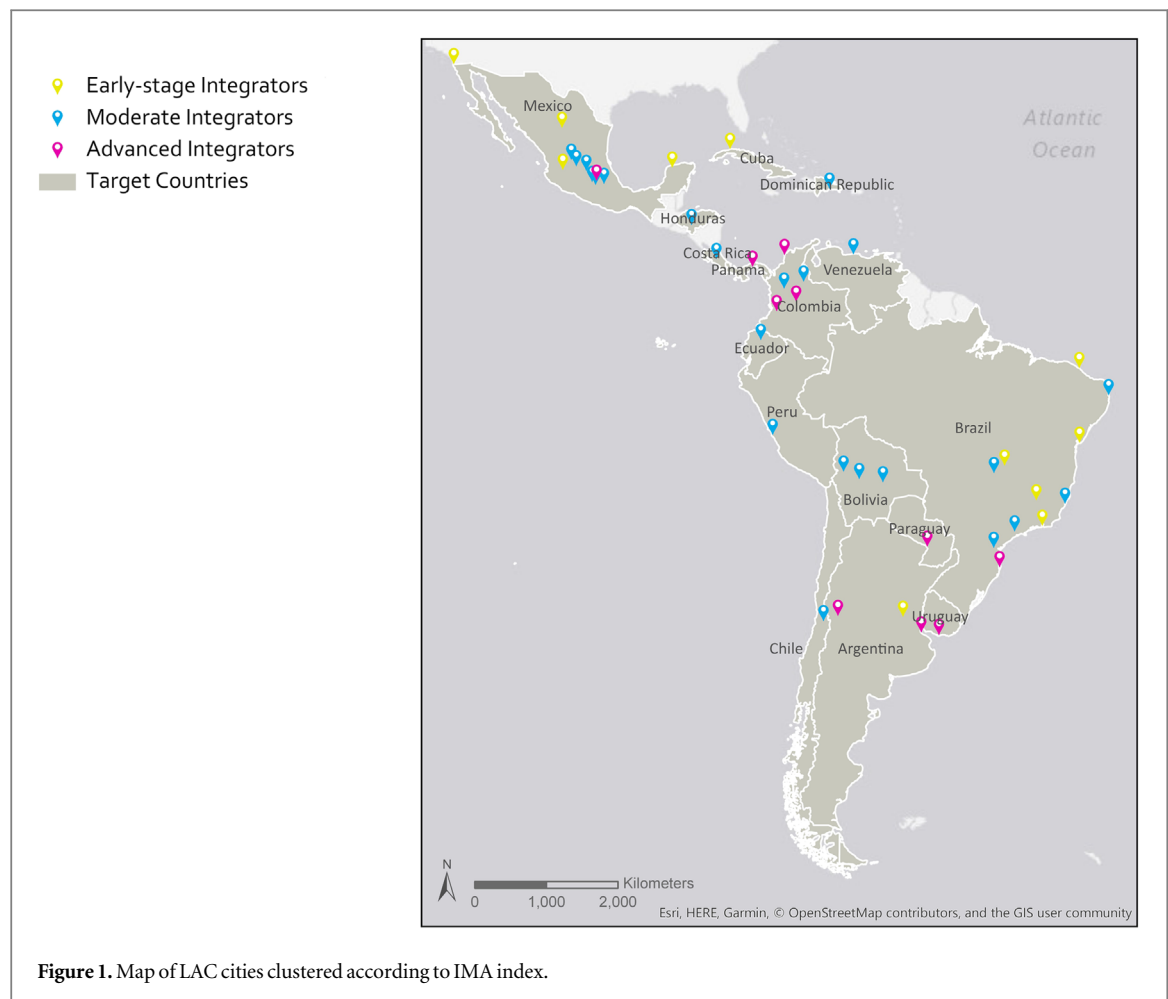 Early-stage Integrators
Moderate Integrators
Advanced Integrators
Target Countries
Mexico
Atlantic
Ocean
Cuba
Dominican Republic
Honduras
Costa Rica
Panama
Venezuela
Colombia
Ecuador
Peru
Brazil
Bolivia
Paraguay
Uruguay
Chile
Argentina
N
Kilometers
0 1,000 2,000
Esri, HERE, Garmin, © OpenStreetMap contributors, and the GIS user community
Figure 1. Map of LAC cities clustered according to IMA index.